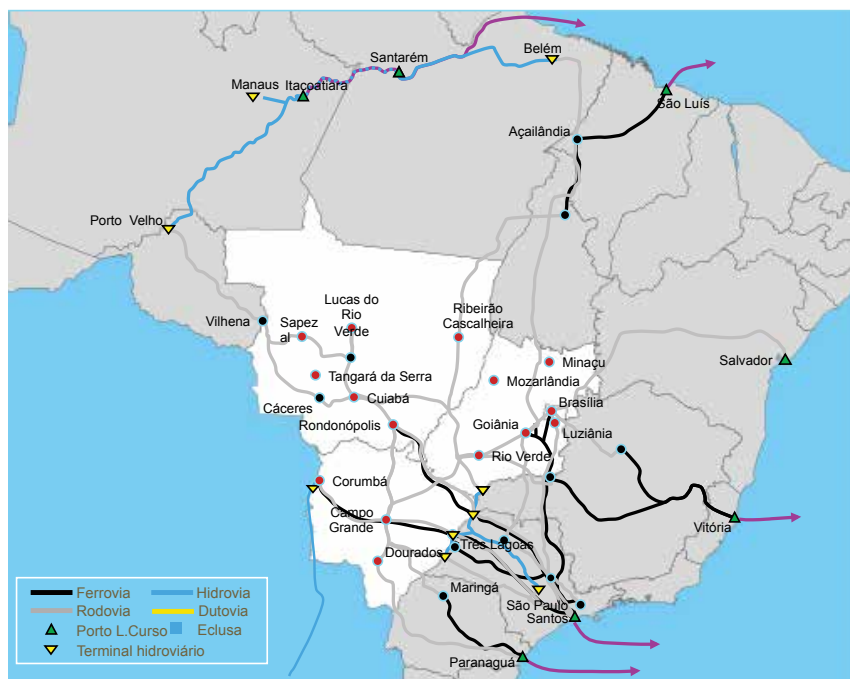 Belém
Santarém
Manaus
Itacoatiara
São Luís
Açailândia
Porto Velho
Lucas do
Rio
Verde
Ribeirão
Cascalheira
Vilhena
Sapez
al
Minaçu
Salvador
Tangará da Serra
Mozarlândia
Cáceres
Cuiabá
Brasília
Goiânia
Luziânia
Rondonópolis
Rio Verde
Corumbá
Campo
Grande
Vitória
Tres Lagoas
Dourados
Maringá
São Paulo
Santos
Paranaguá
Ferrovia
Hidrovia
Rodovia
Dutovia
Porto L.Curso
Eclusa
Terminal hidroviário